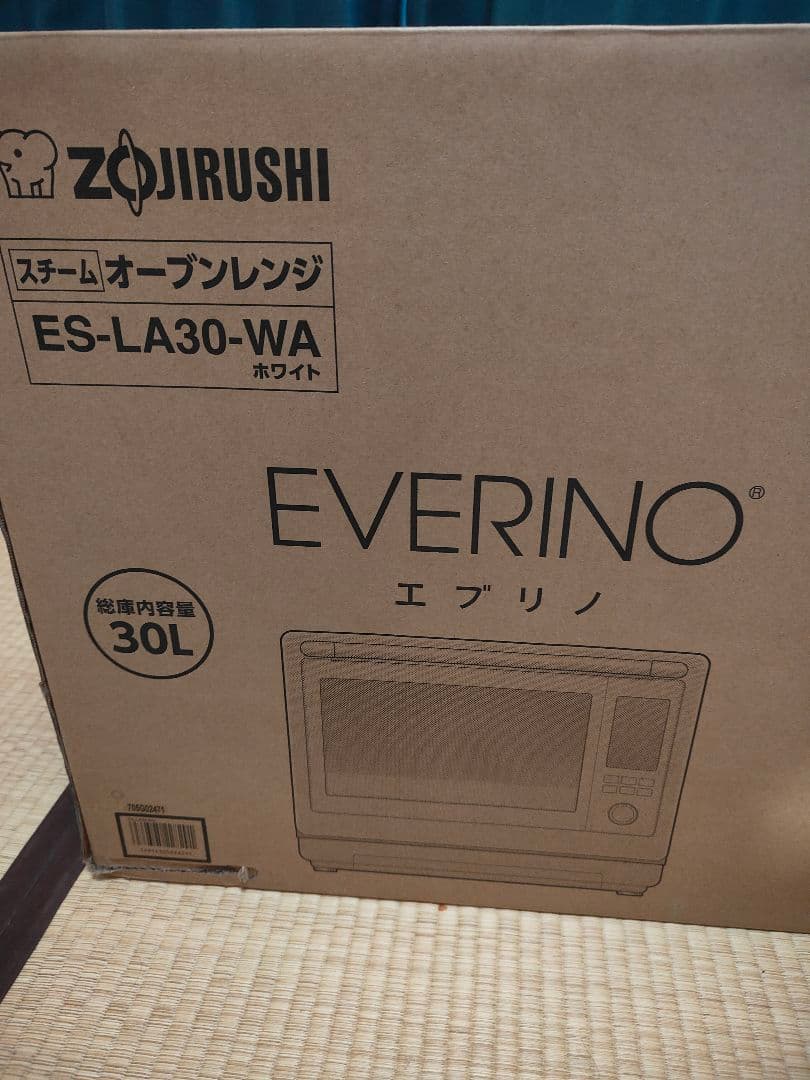 ZOJIRUSHI
スチーム オーブンレンジ
ES-LA30-WA
ホワイト
EVERINO®
エブリノ
総庫内容量
30L
705G02471